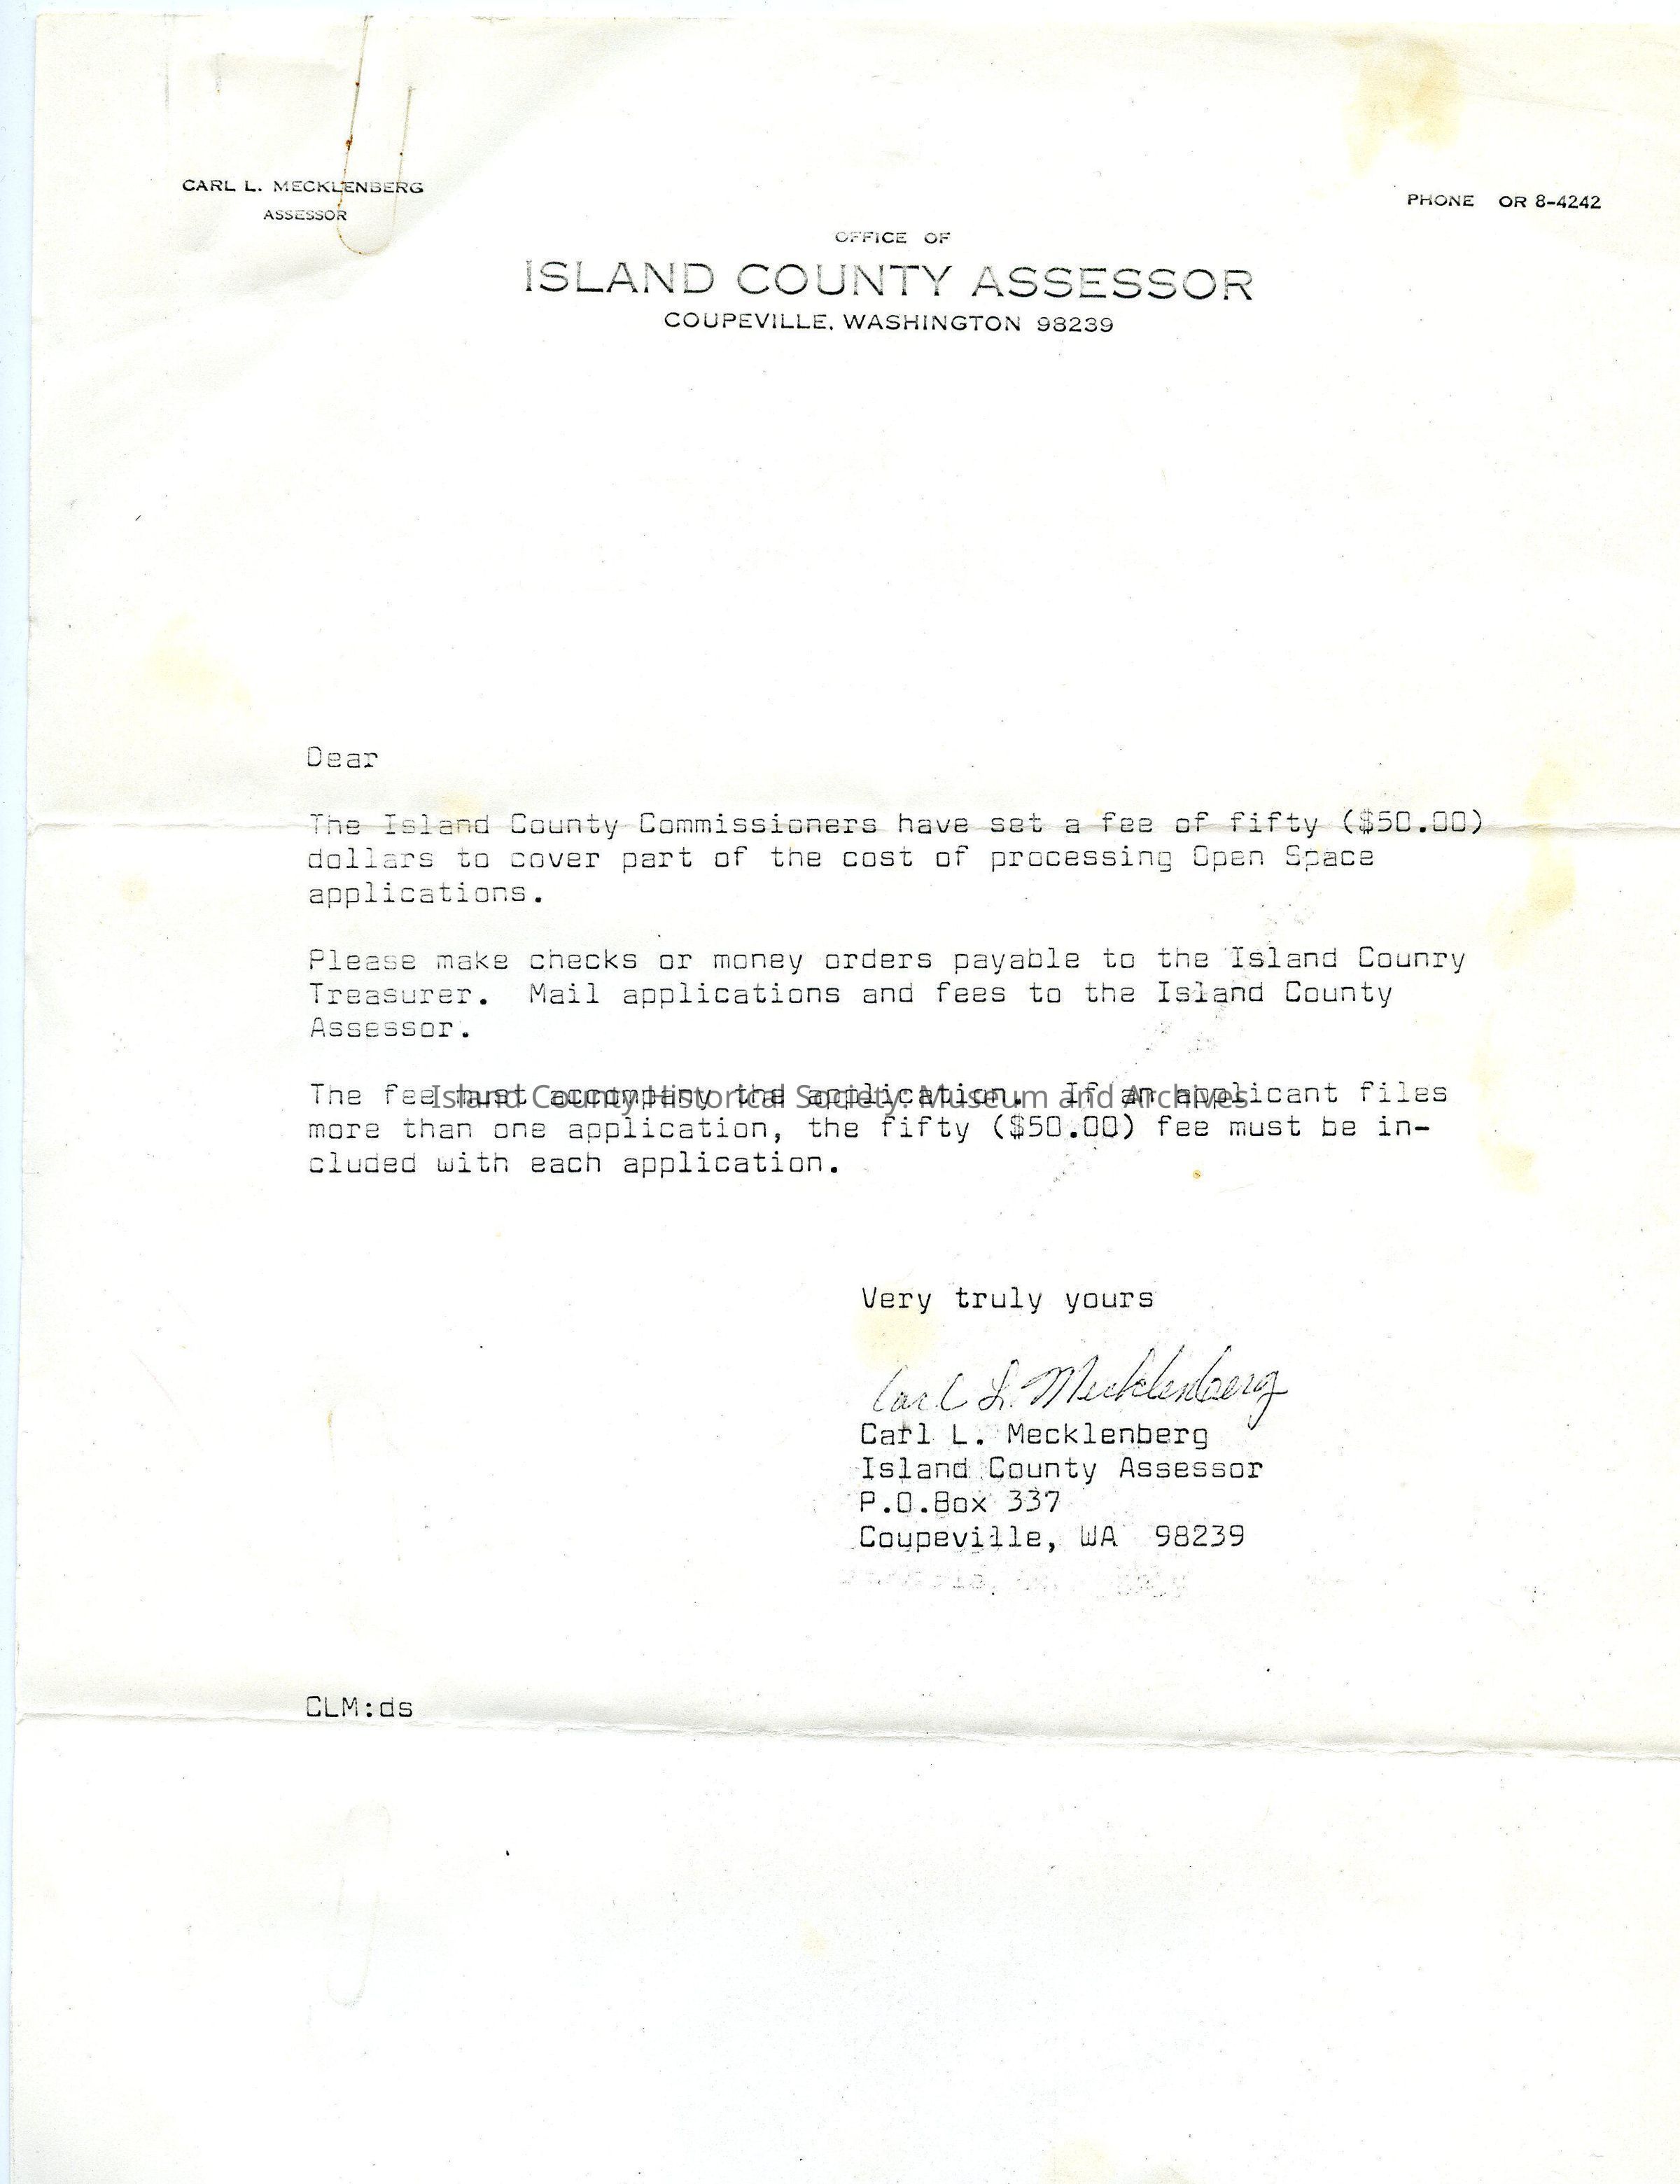 CARL L. MECKLENBERG
ASSESSOR
PHONE OR 8-4242
OFFICE OF
ISLAND COUNTY ASSESSOR
COUPEVILLE, WASHINGTON 98239
Dear
The Island County Commissioners have set a fee of fifty ($50.00)
dollars to cover part of the cost of processing Open Space
applications.
Please make checks or money orders payable to the Island Counry
Treasurer. Mail applications and fees to the Island County
Assessor.
The fee must accompany the application. If an applicant files
Island County Historical Society: Museum and Archives
more than one application, the fifty ($50.00) fee must be in-
cluded with each application.
Very truly yours
Carl L. Mecklenberg
Carl L. Mecklenberg
Island County Assessor
P.O.Box 337
Coupeville, WA 98239
CLM:ds